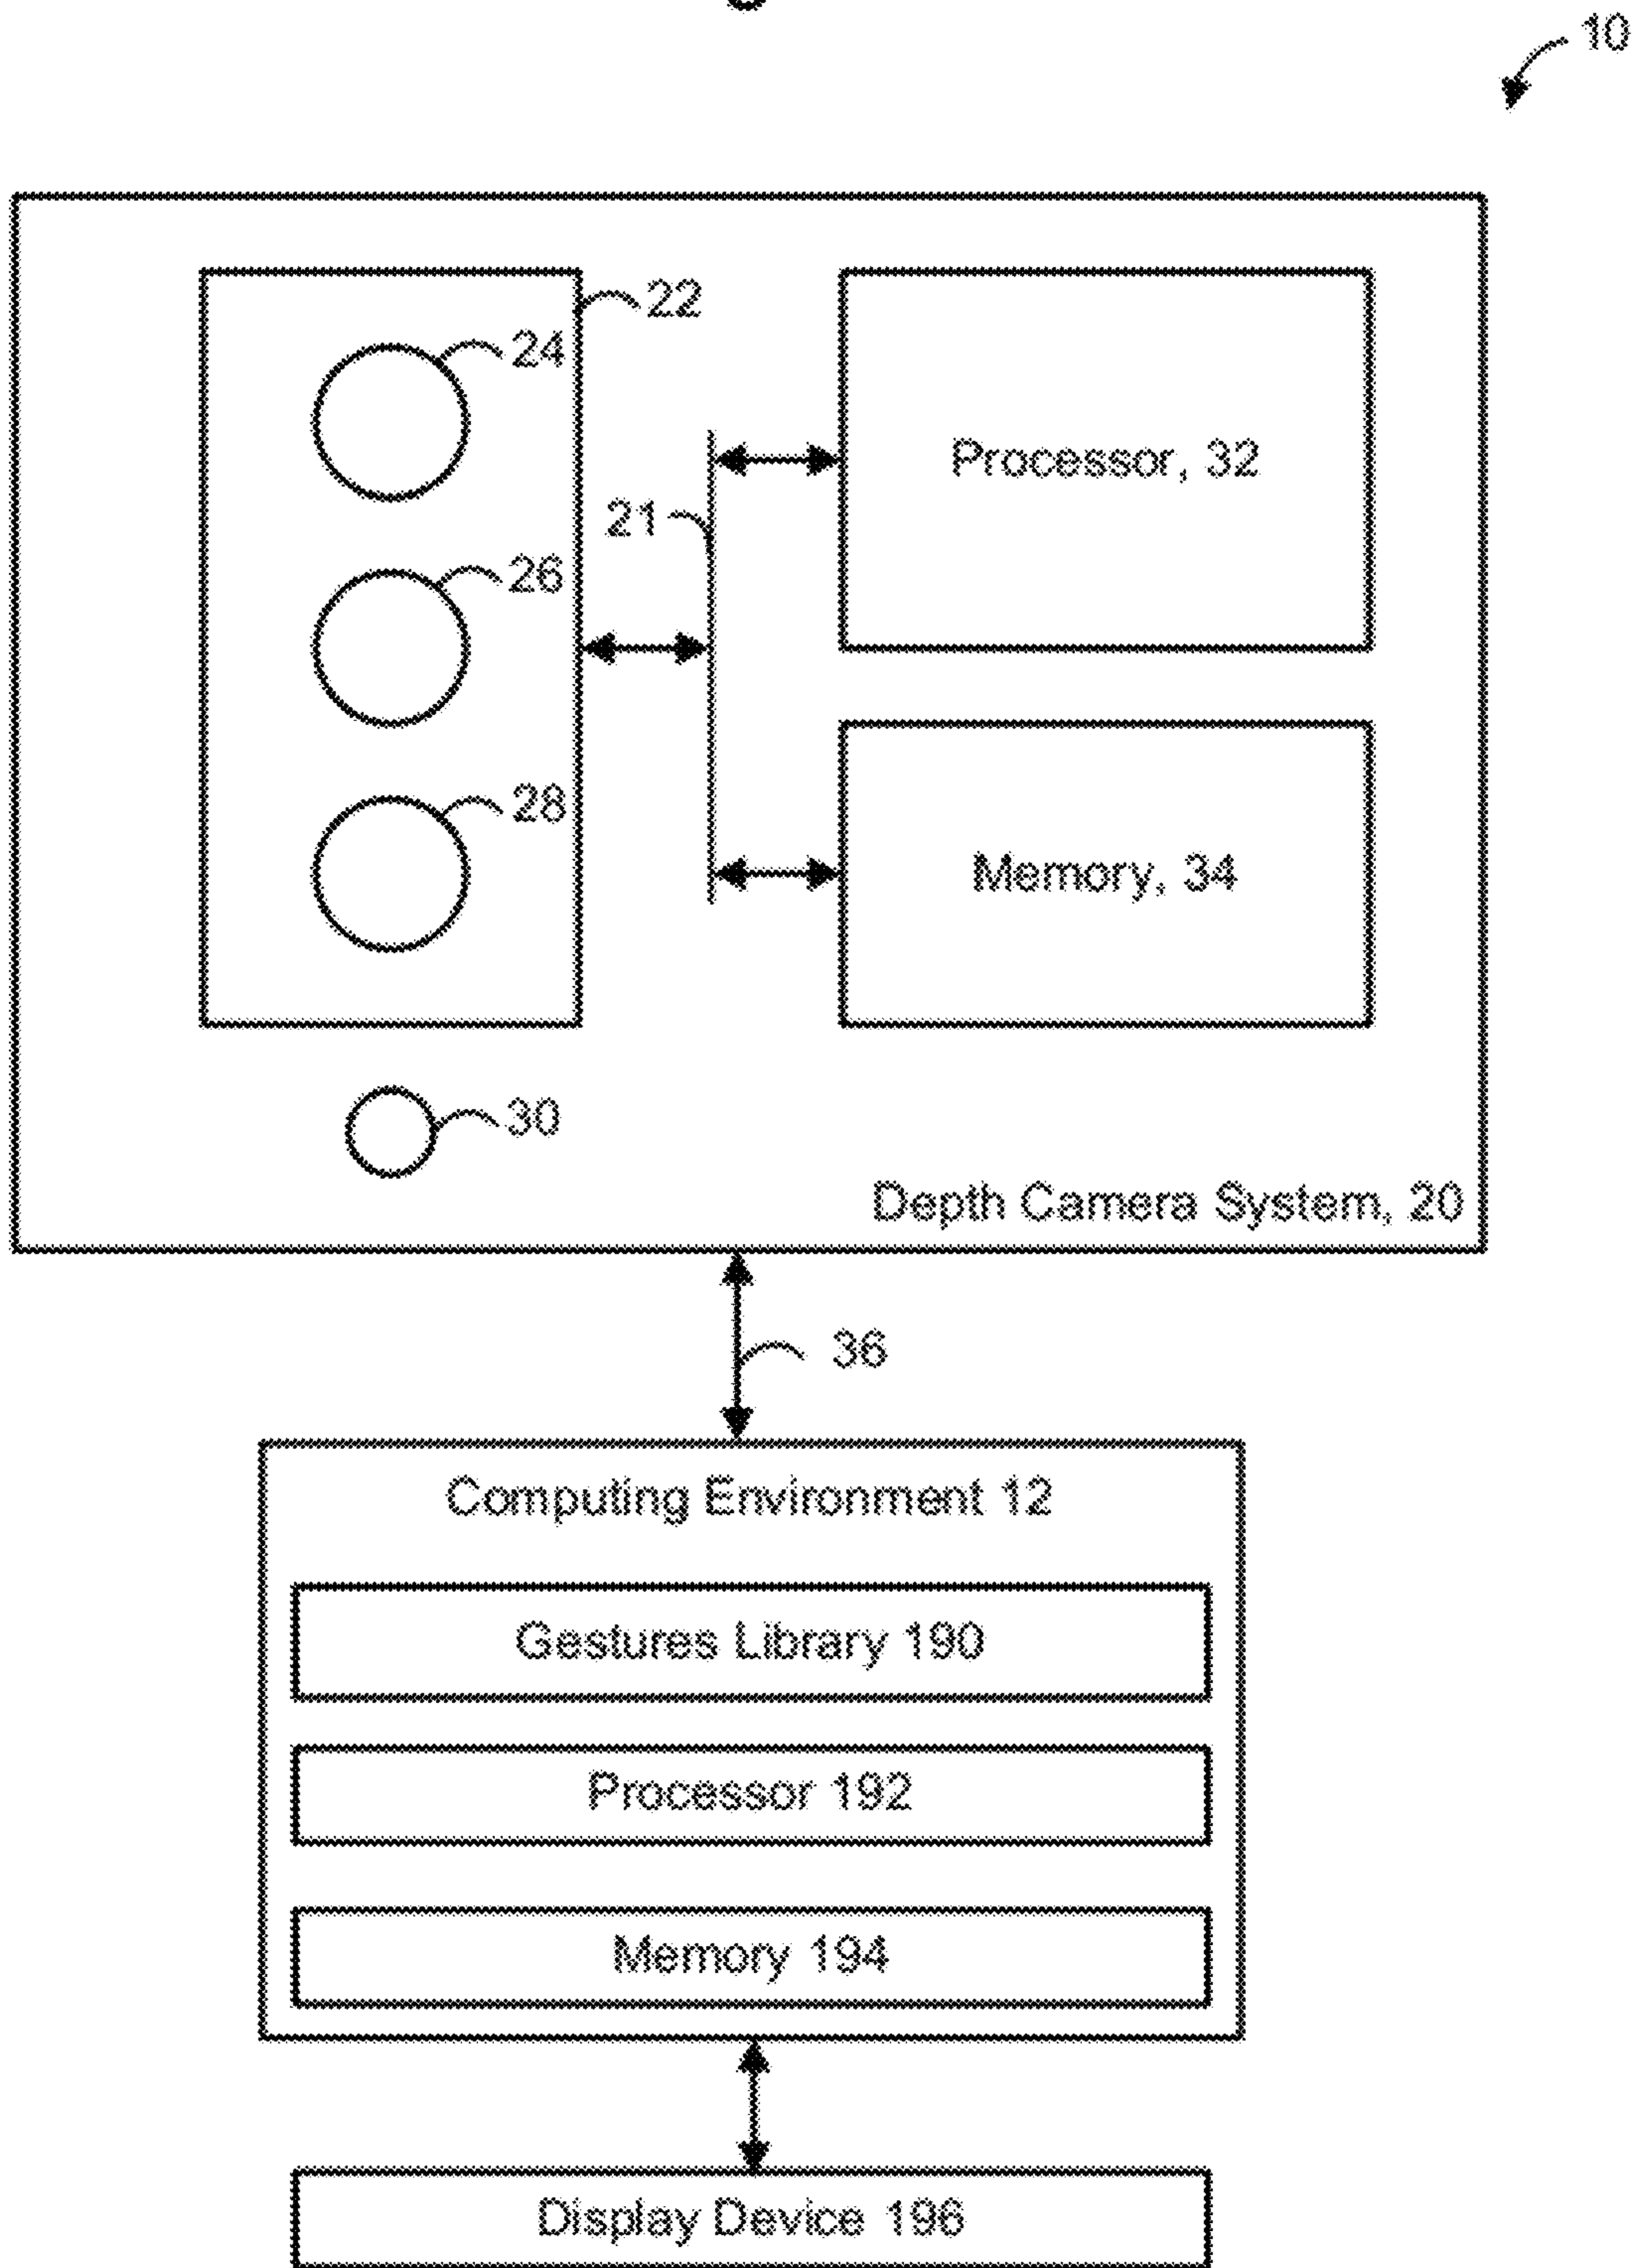 10
22
24
Processor, 32
21
26
28
Memory, 34
30
Depth Camera System, 20
36
Computing Environment 12
Gestures Library 190
Processor 192
Memory 194
Display Device 196